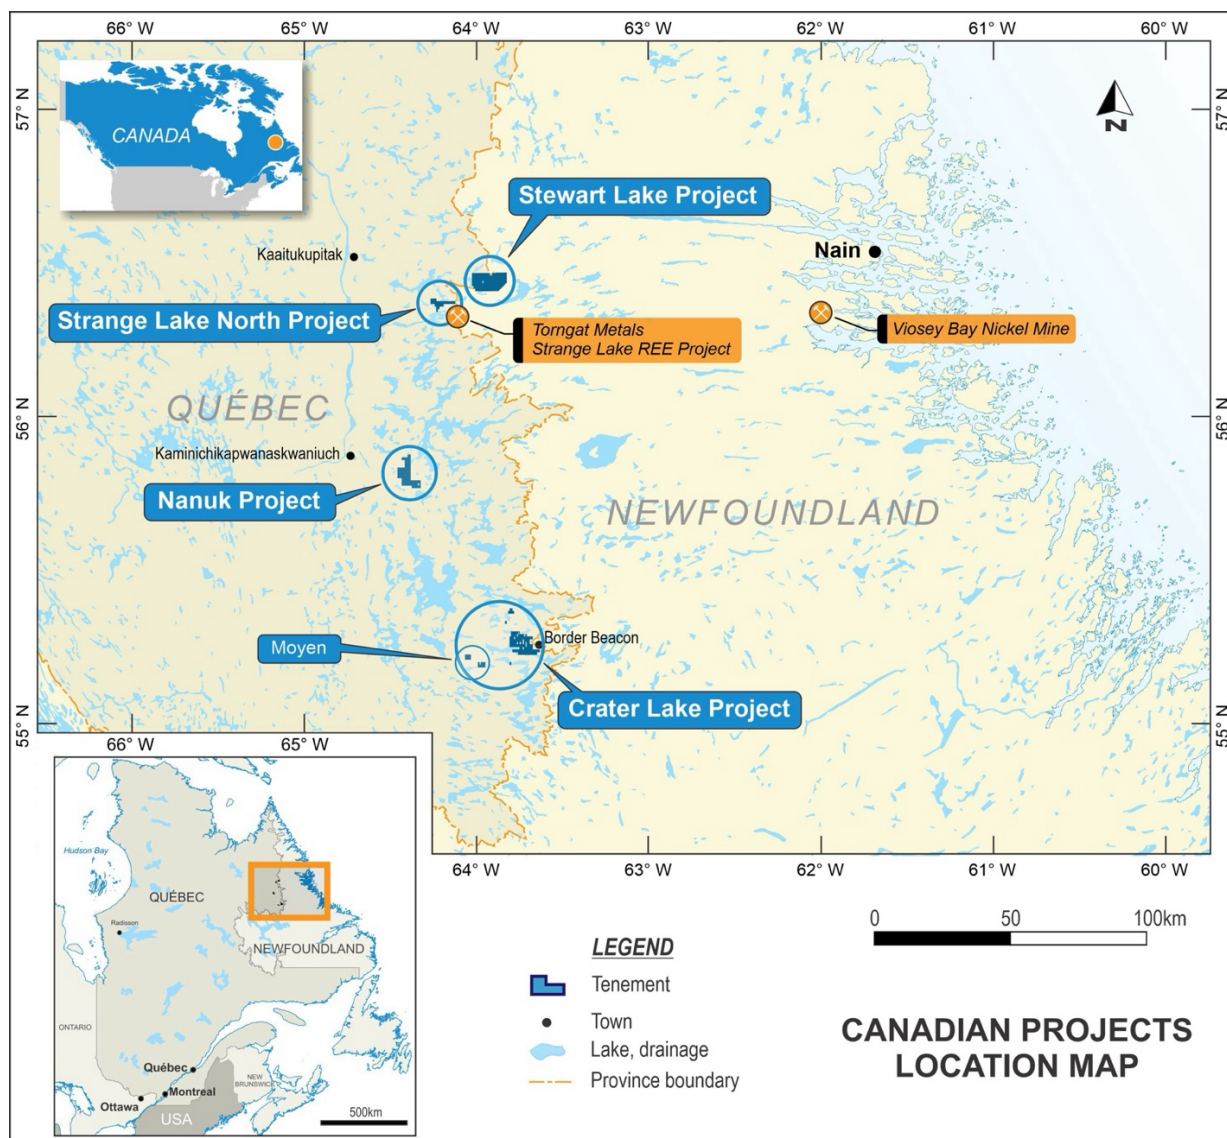 66° W 65° W 64° W 63° W 62° W 61° W 60° W
57° N
57° N
CANADA
N
Stewart Lake Project
Kaaitukupitak
Nain
Strange Lake North Project
Torngat Metals
Strange Lake REE Project
Viosey Bay Nickel Mine
QUÉBEC
56° N
56° N
Kaminichikapwanaskwaniuch
Nanuk Project
NEWFOUNDLAND
Border Beacon
Moyen
Crater Lake Project
55° N
55° N
66° W 65° W
64° W 63° W 62° W 61° W 60° W
Hudson Bay
QUÉBEC
Radisson
NEWFOUNDLAND
ONTARIO
Québec
NEW
BRUNSWICK
Montreal
Ottawa
USA
500km
LEGEND
Tenement
Town
Lake, drainage
Province boundary
0 50 100km
CANADIAN PROJECTS
LOCATION MAP